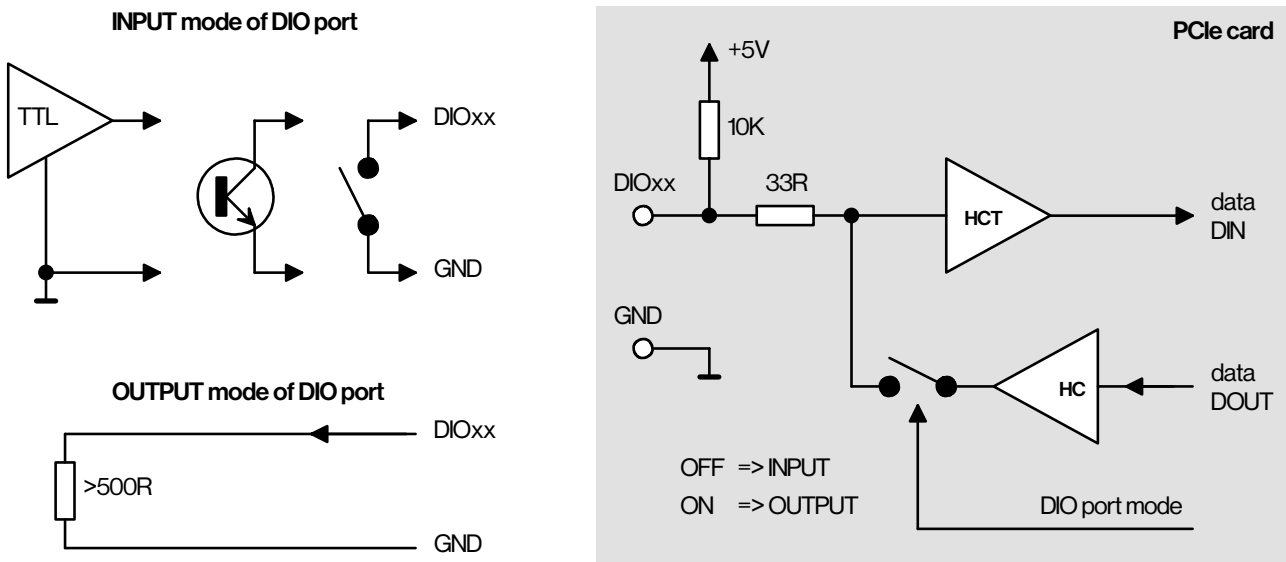 INPUT mode of DIO port
TTL
DIOxx
GND
OUTPUT mode of DIO port
DIOxx
>500R
GND
PCIe card
+5V
10K
DIOxx
33R
HCT
data
DIN
GND
HC
data
DOUT
OFF => INPUT
ON => OUTPUT
DIO port mode